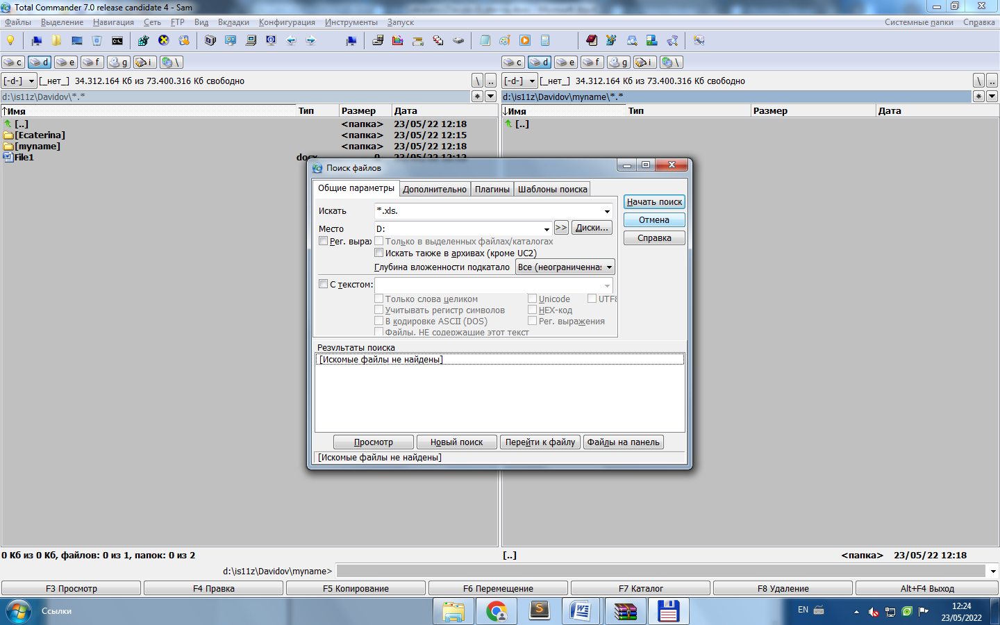 Total Commander 7.0 release candidate 4 - Sam
Файлы Выделение Навигация Сеть FTP Вид Вкладки Конфигурация Инструменты Запуск Системные папки Справка
c d e f g i \ c d e f g i \
[-d-] [_нет_] 34.312.164 Кб из 73.400.316 Кб свободно \ .. [-d-] [_нет_] 34.312.164 Кб из 73.400.316 Кб свободно \ ..
d:\is11z\Davidov\*.* * d:\is11z\Davidov\myname\*.* *
↑Имя Тип Размер Дата ↓Имя Тип Размер Дата
[..] <папка> 23/05/22 12:18 [..]
[Ecaterina] <папка> 23/05/22 12:15
[myname] <папка> 23/05/22 12:18
File1 docx 0 23/05/22 12:12
Поиск файлов
Общие параметры Дополнительно Плагины Шаблоны поиска
Искать *.xls. Начать поиск
Место D: >> Диски... Отмена
Рег. выраж Только в выделенных файлах/каталогах Справка
Искать также в архивах (кроме UC2)
Глубина вложенности подкатало Все (неограниченна
С текстом:
Только слова целиком Unicode UTF8
Учитывать регистр символов HEX-код
В кодировке ASCII (DOS) Рег. выражения
Файлы, НЕ содержащие этот текст
Результаты поиска
[Искомые файлы не найдены]
Просмотр Новый поиск Перейти к файлу Файлы на панель
[Искомые файлы не найдены]
0 Кб из 0 Кб, файлов: 0 из 1, папок: 0 из 2 [..] <папка> 23/05/22 12:18
d:\is11z\Davidov\myname>
F3 Просмотр F4 Правка F5 Копирование F6 Перемещение F7 Каталог F8 Удаление Alt+F4 Выход
Ссылки EN 12:24
23/05/2022